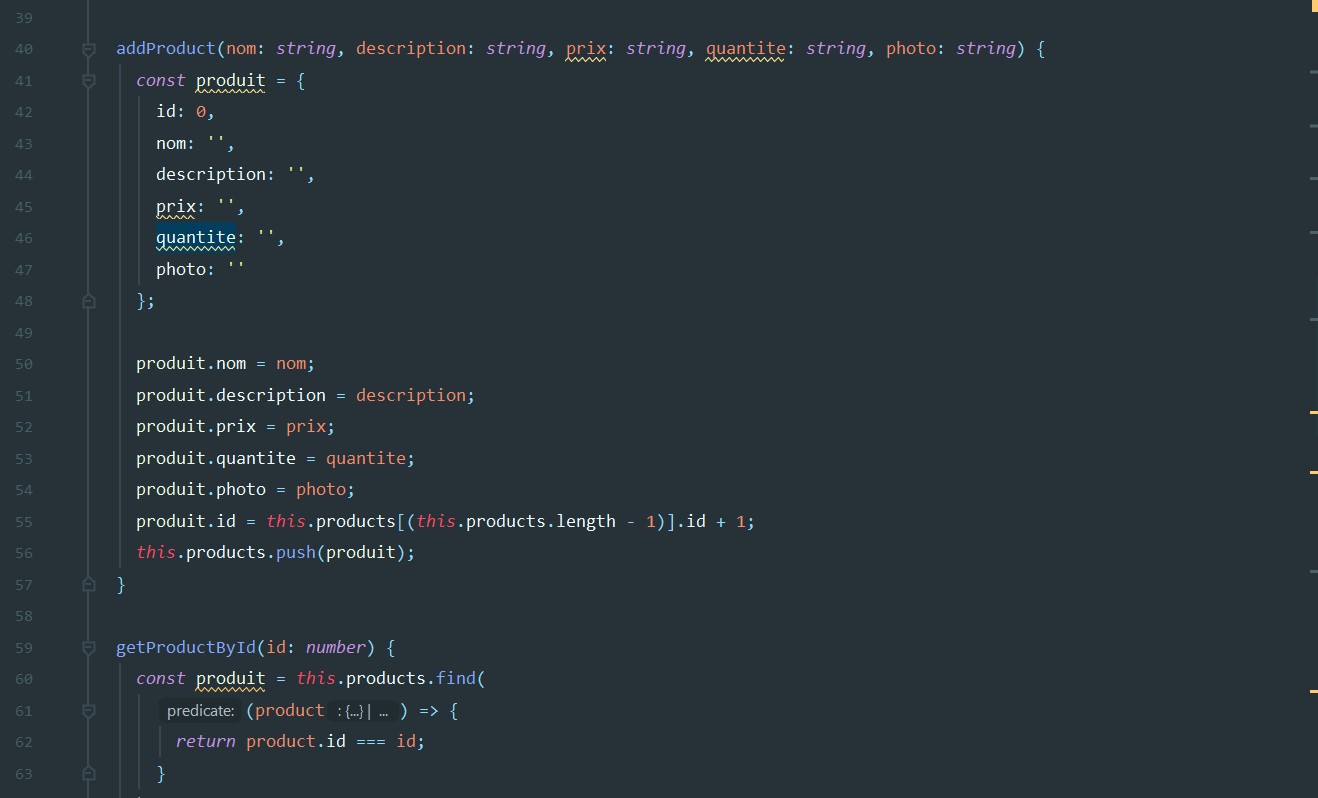 39
40 addProduct(nom: string, description: string, prix: string, quantite: string, photo: string) {
41 const produit = {
42 id: 0,
43 nom: '',
44 description: '',
45 prix: '',
46 quantite: '',
47 photo: ''
48 };
49
50 produit.nom = nom;
51 produit.description = description;
52 produit.prix = prix;
53 produit.quantite = quantite;
54 produit.photo = photo;
55 produit.id = this.products[(this.products.length - 1)].id + 1;
56 this.products.push(produit);
57 }
58
59 getProductById(id: number) {
60 const produit = this.products.find(
61 predicate: (product : {...}| ... ) => {
62 return product.id === id;
63 }